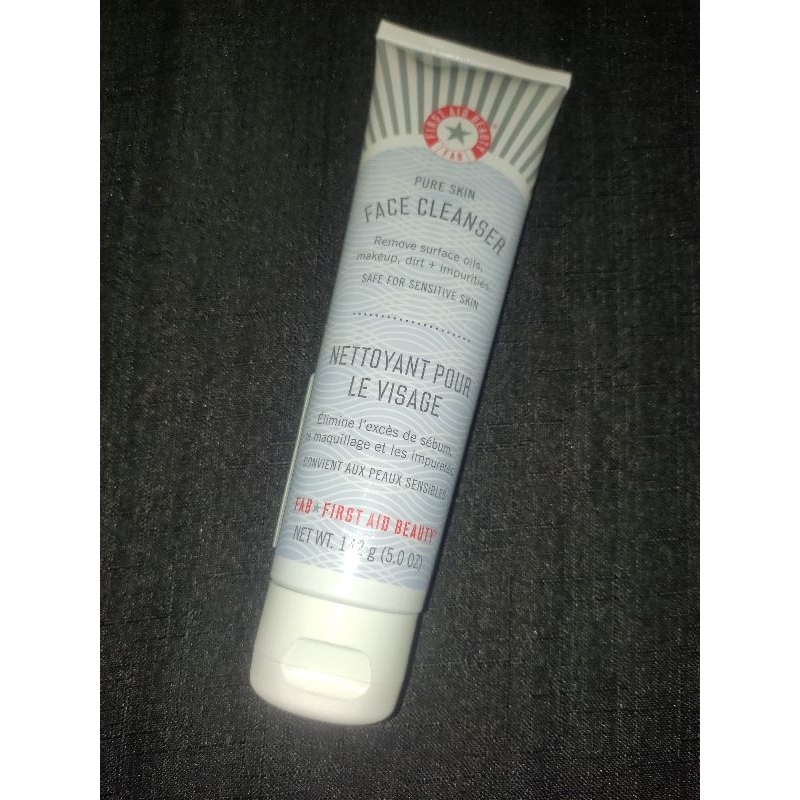 FIRST AID BEAUTY
FAB
PURE SKIN
FACE CLEANSER
Remove surface oils,
makeup, dirt + impurities.
SAFE FOR SENSITIVE SKIN
NETTOYANT POUR
LE VISAGE
Élimine l'excès de sébum,
maquillage et les impuretés
CONVIENT AUX PEAUX SENSIBLES
FAB FIRST AID BEAUTY
NET WT. 142 g (5.0 OZ)